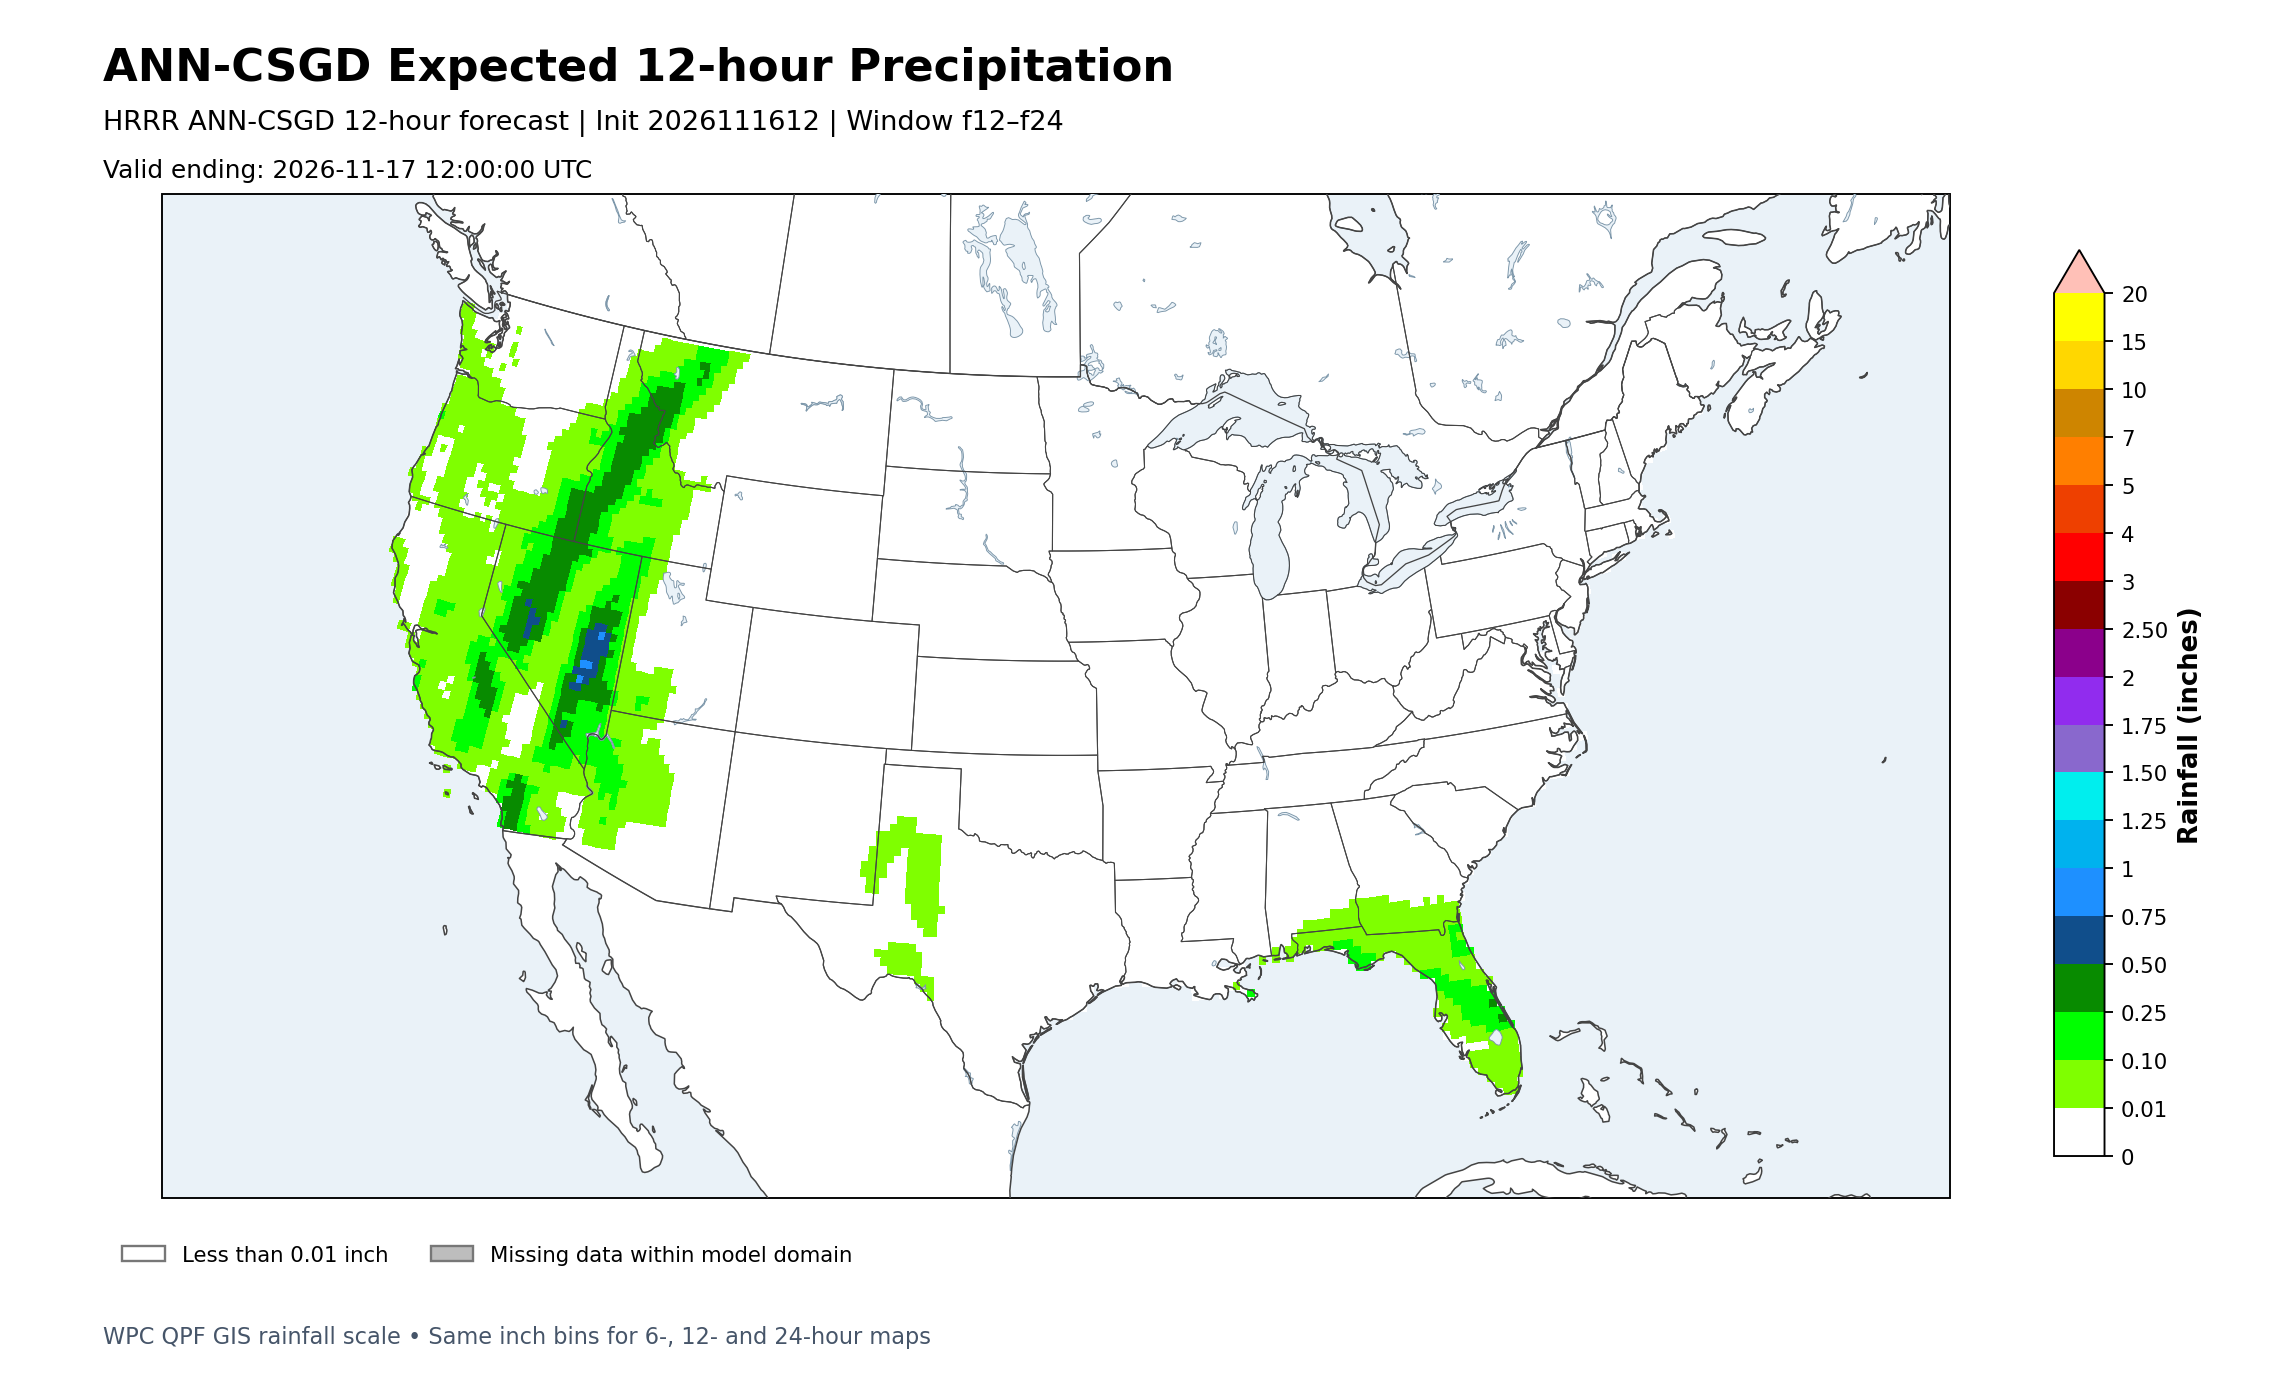 ANN-CSGD Expected 12-hour Precipitation
HRRR ANN-CSGD 12-hour forecast | Init 2026111612 | Window f12–f24
Valid ending: 2026-11-17 12:00:00 UTC
20
15
10
7
5
4
3
2.50
2
1.75
1.50
1.25
1
0.75
0.50
0.25
0.10
0.01
0
Rainfall (inches)
Less than 0.01 inch
Missing data within model domain
WPC QPF GIS rainfall scale • Same inch bins for 6-, 12- and 24-hour maps